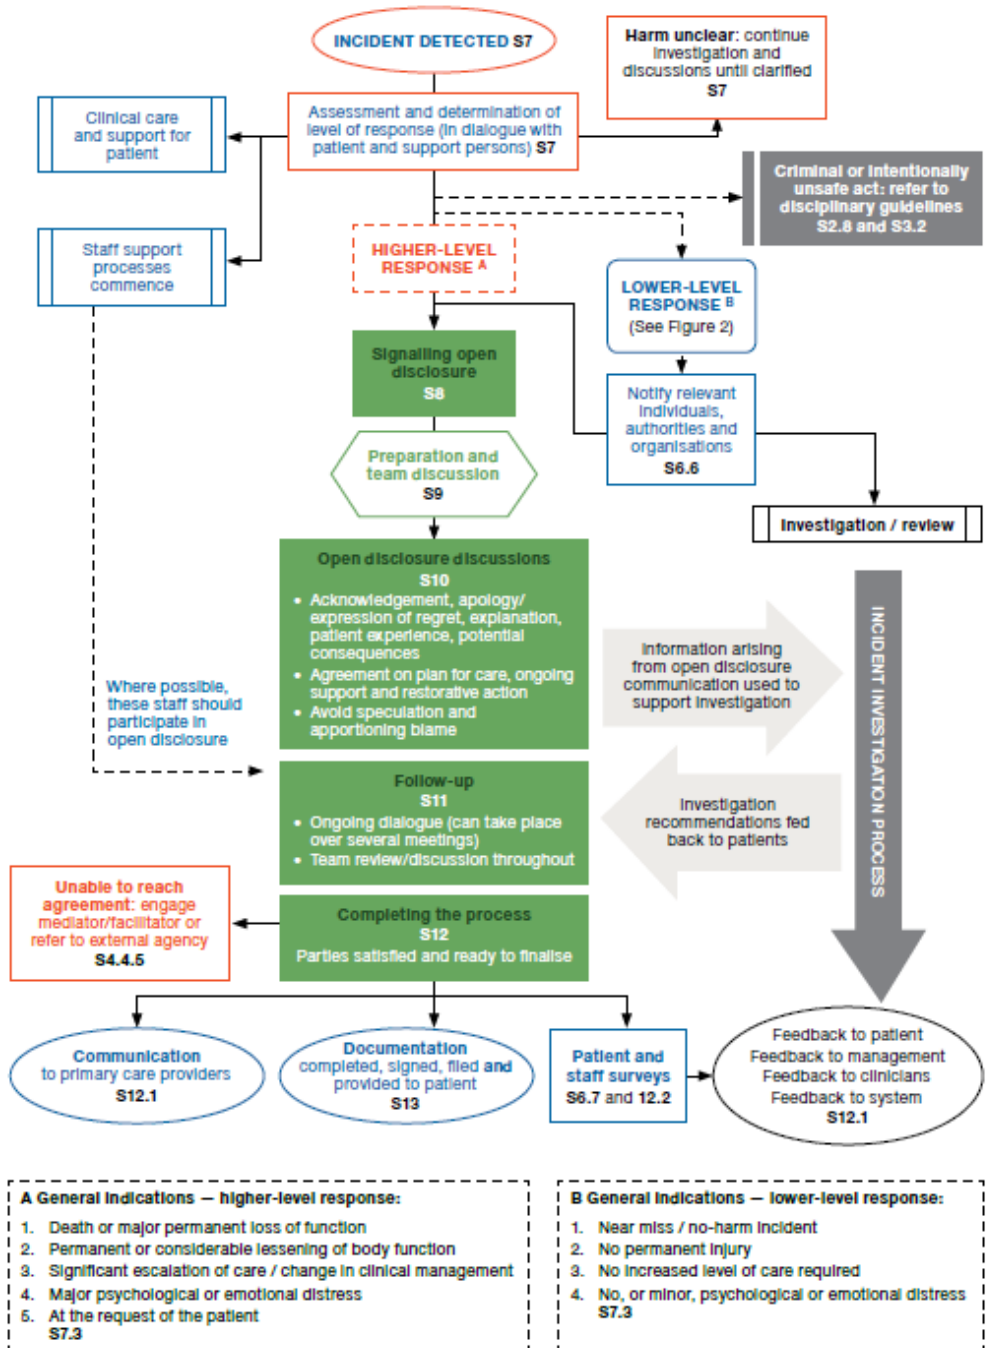 INCIDENT DETECTED S7
Harm unclear: continue
investigation and
discussions until clarified
S7
Clinical care
and support for
patient
Assessment and determination of
level of response (in dialogue with
patient and support persons) S7
Criminal or intentionally
unsafe act: refer to
disciplinary guidelines
S2.8 and S3.2
Staff support
processes
commence
HIGHER-LEVEL
RESPONSE A
LOWER-LEVEL
RESPONSE B
(See Figure 2)
Signalling open
disclosure
S8
Notify relevant
individuals,
authorities and
organisations
S6.6
Preparation and
team discussion
S9
Investigation / review
Open disclosure discussions
S10
• Acknowledgement, apology/
expression of regret, explanation,
patient experience, potential
consequences
• Agreement on plan for care, ongoing
support and restorative action
• Avoid speculation and
apportioning blame
Information arising
from open disclosure
communication used to
support investigation
INCIDENT INVESTIGATION PROCESS
Where possible,
these staff should
participate in
open disclosure
Follow-up
S11
• Ongoing dialogue (can take place
over several meetings)
• Team review/discussion throughout
Investigation
recommendations fed
back to patients
Unable to reach
agreement: engage
mediator/facilitator or
refer to external agency
S4.4.5
Completing the process
S12
Parties satisfied and ready to finalise
Communication
to primary care providers
S12.1
Documentation
completed, signed, filed and
provided to patient
S13
Patient and
staff surveys
S6.7 and 12.2
Feedback to patient
Feedback to management
Feedback to clinicians
Feedback to system
S12.1
A General indications — higher-level response:
1. Death or major permanent loss of function
2. Permanent or considerable lessening of body function
3. Significant escalation of care / change in clinical management
4. Major psychological or emotional distress
5. At the request of the patient
S7.3
B General indications — lower-level response:
1. Near miss / no-harm incident
2. No permanent injury
3. No increased level of care required
4. No, or minor, psychological or emotional distress
S7.3